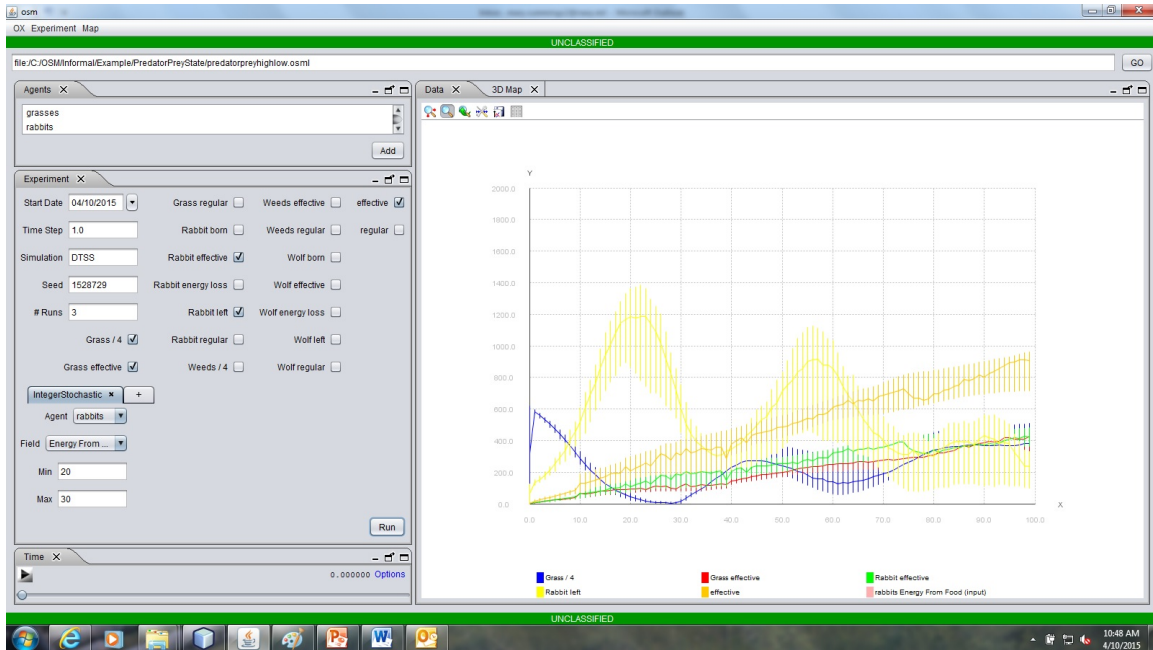 osm
OX Experiment Map
UNCLASSIFIED
file:/C:/OSM/Informal/Example/PredatorPreyState/predatorpreyhighlow.osml GO
Agents X
grasses
rabbits
Add
Experiment X
Start Date 04/10/2015 Grass regular Weeds effective effective
Time Step 1.0 Rabbit born Weeds regular regular
Simulation DTSS Rabbit effective Wolf born
Seed 1528729 Rabbit energy loss Wolf effective
# Runs 3 Rabbit left Wolf energy loss
Grass / 4 Rabbit regular Wolf left
Grass effective Weeds / 4 Wolf regular
IntegerStochastic × +
Agent rabbits
Field Energy From ...
Min 20
Max 30
Run
Time X
0.000000 Options
Data X 3D Map X
Y
2000.0
1800.0
1600.0
1400.0
1200.0
1000.0
800.0
600.0
400.0
200.0
0.0
X
0.0 10.0 20.0 30.0 40.0 50.0 60.0 70.0 80.0 90.0 100.0
Grass / 4 Grass effective Rabbit effective
Rabbit left effective rabbits Energy From Food (input)
UNCLASSIFIED
10:48 AM
4/10/2015